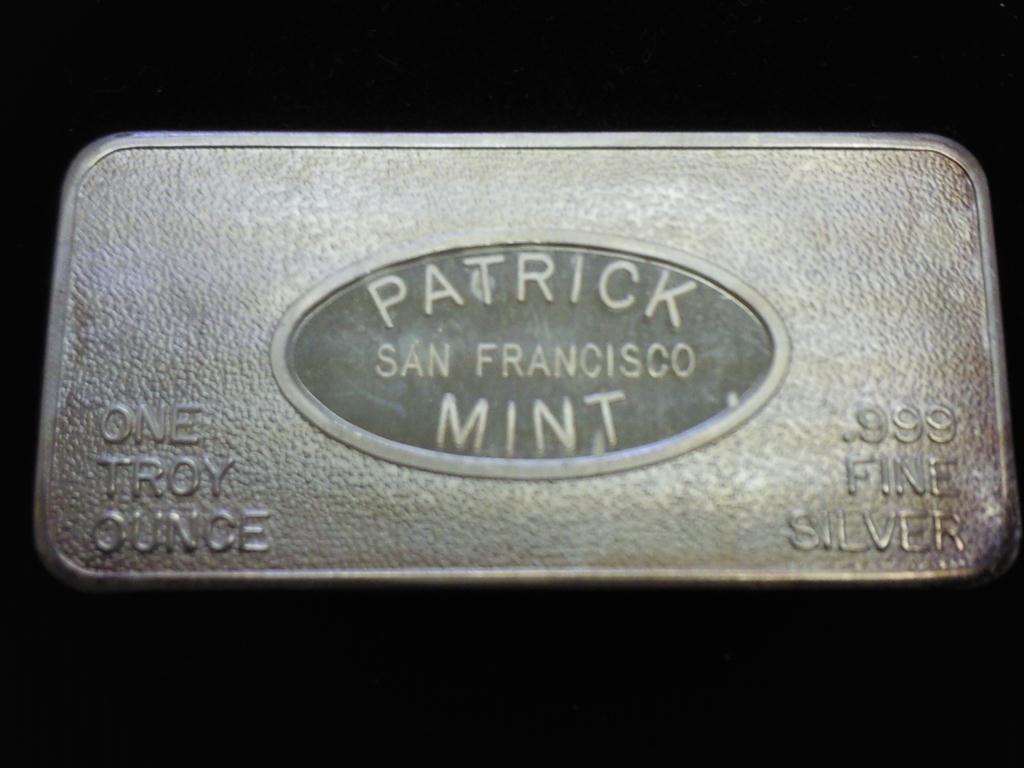 PATRICK
SAN FRANCISCO
MINT
ONE
TROY
OUNCE
.999
FINE
SILVER